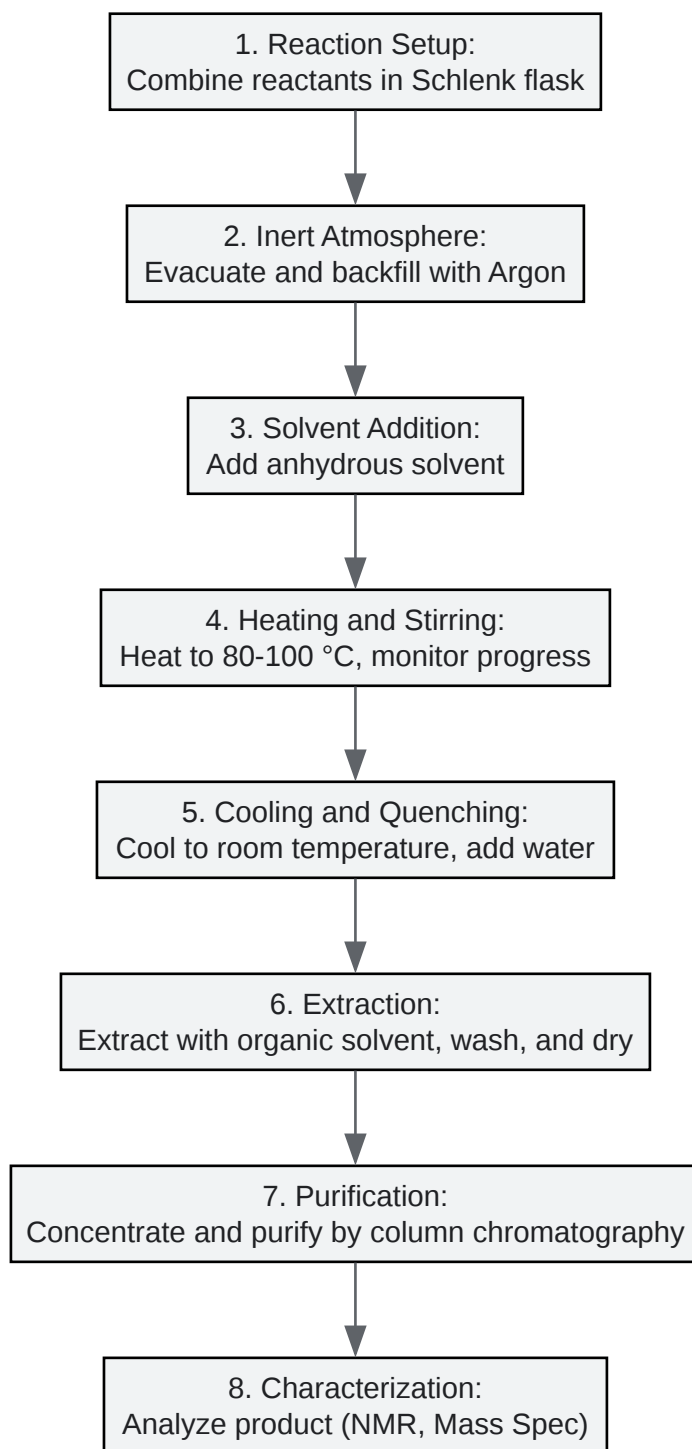 1. Reaction Setup:
Combine reactants in Schlenk flask
2. Inert Atmosphere:
Evacuate and backfill with Argon
3. Solvent Addition:
Add anhydrous solvent
4. Heating and Stirring:
Heat to 80-100 °C, monitor progress
5. Cooling and Quenching:
Cool to room temperature, add water
6. Extraction:
Extract with organic solvent, wash, and dry
7. Purification:
Concentrate and purify by column chromatography
8. Characterization:
Analyze product (NMR, Mass Spec)